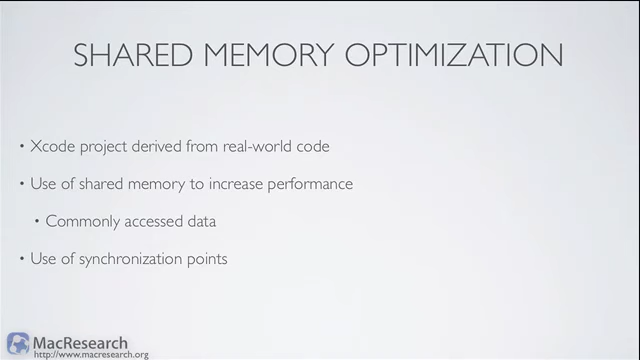 SHARED MEMORY OPTIMIZATION
• Xcode project derived from real-world code
• Use of shared memory to increase performance
• Commonly accessed data
• Use of synchronization points
MacResearch
http://www.macresearch.org